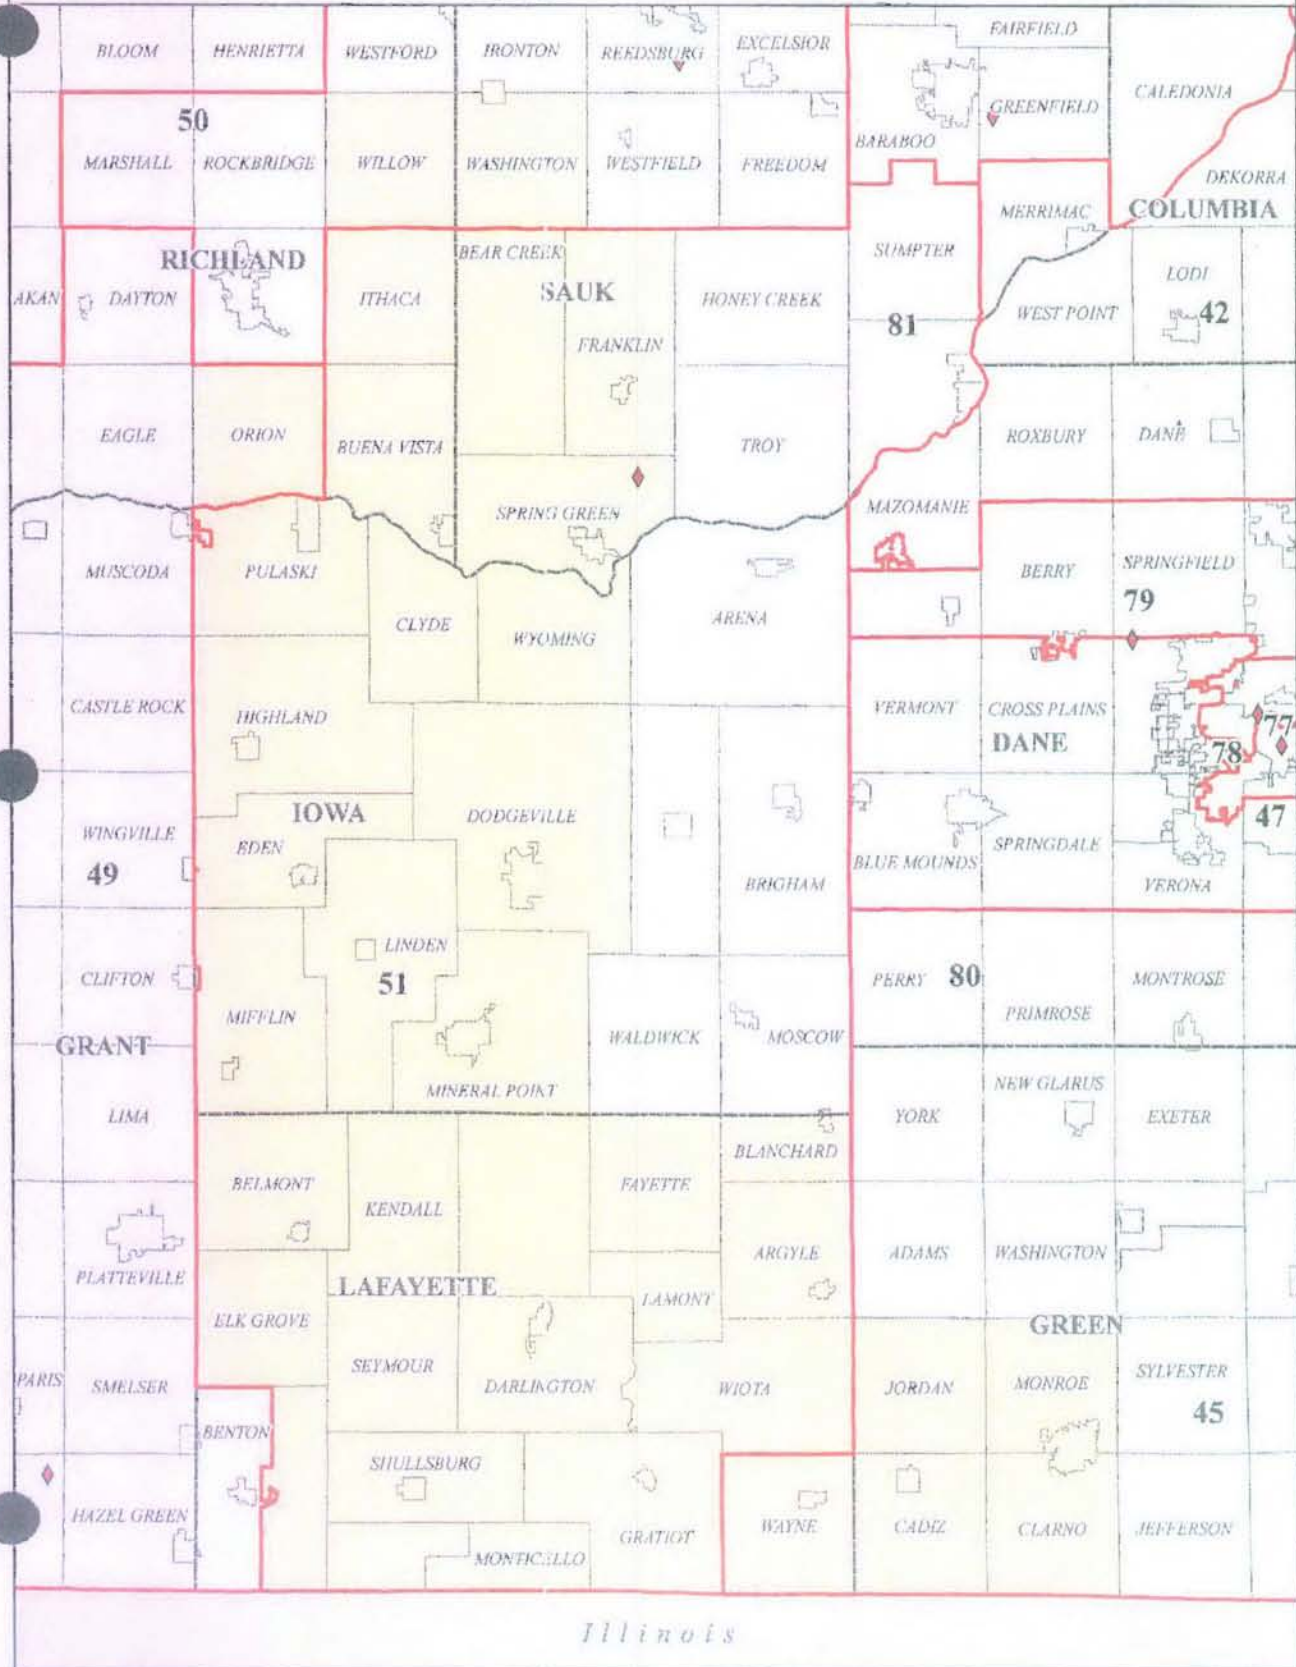 BLOOM HENRIETTA WESTFORD IRONTON REEDSBURG EXCELSIOR FAIRFIELD
CALEDONIA
50 GREENFIELD
BARABOO
MARSHALL ROCKBRIDGE WILLOW WASHINGTON WESTFIELD FREEDOM
DEKORRA
MERRIMAC COLUMBIA
RICHLAND BEAR CREEK SUMPTER
LODI
AKAN DAYTON ITHACA SAUK HONEY CREEK
81 WEST POINT 42
FRANKLIN
EAGLE ORION BUENA VISTA TROY ROXBURY DANE
SPRING GREEN MAZOMANIE
MUSCODA PULASKI BERRY SPRINGFIELD
79
CLYDE WYOMING ARENA
CASTLE ROCK HIGHLAND VERMONT CROSS PLAINS
DANE 78 77
IOWA DODGEVILLE 47
WINGVILLE EDEN SPRINGDALE
49 BLUE MOUNDS
BRIGHAM VERONA
LINDEN
CLIFTON 51 PERRY 80 MONTROSE
MIFFLIN PRIMROSE
GRANT WALDWICK MOSCOW
MINERAL POINT NEW GLARUS
LIMA YORK EXETER
BLANCHARD
BELMONT FAYETTE
KENDALL
ARGYLE ADAMS WASHINGTON
PLATTEVILLE LAFAYETTE
LAMONT
ELK GROVE GREEN
SEYMOUR
PARIS SMELSER DARLINGTON WIOTA JORDAN MONROE SYLVESTER
45
BENTON
SHULLSBURG
HAZEL GREEN GRATIOT WAYNE CADIZ CLARNO JEFFERSON
MONTICELLO
Illinois